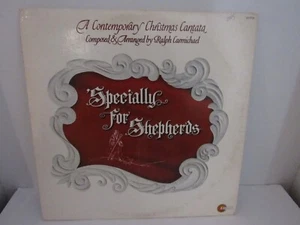 A Contemporary Christmas Cantata
Composed & Arranged by Ralph Carmichael
'Specially
for
Shepherds